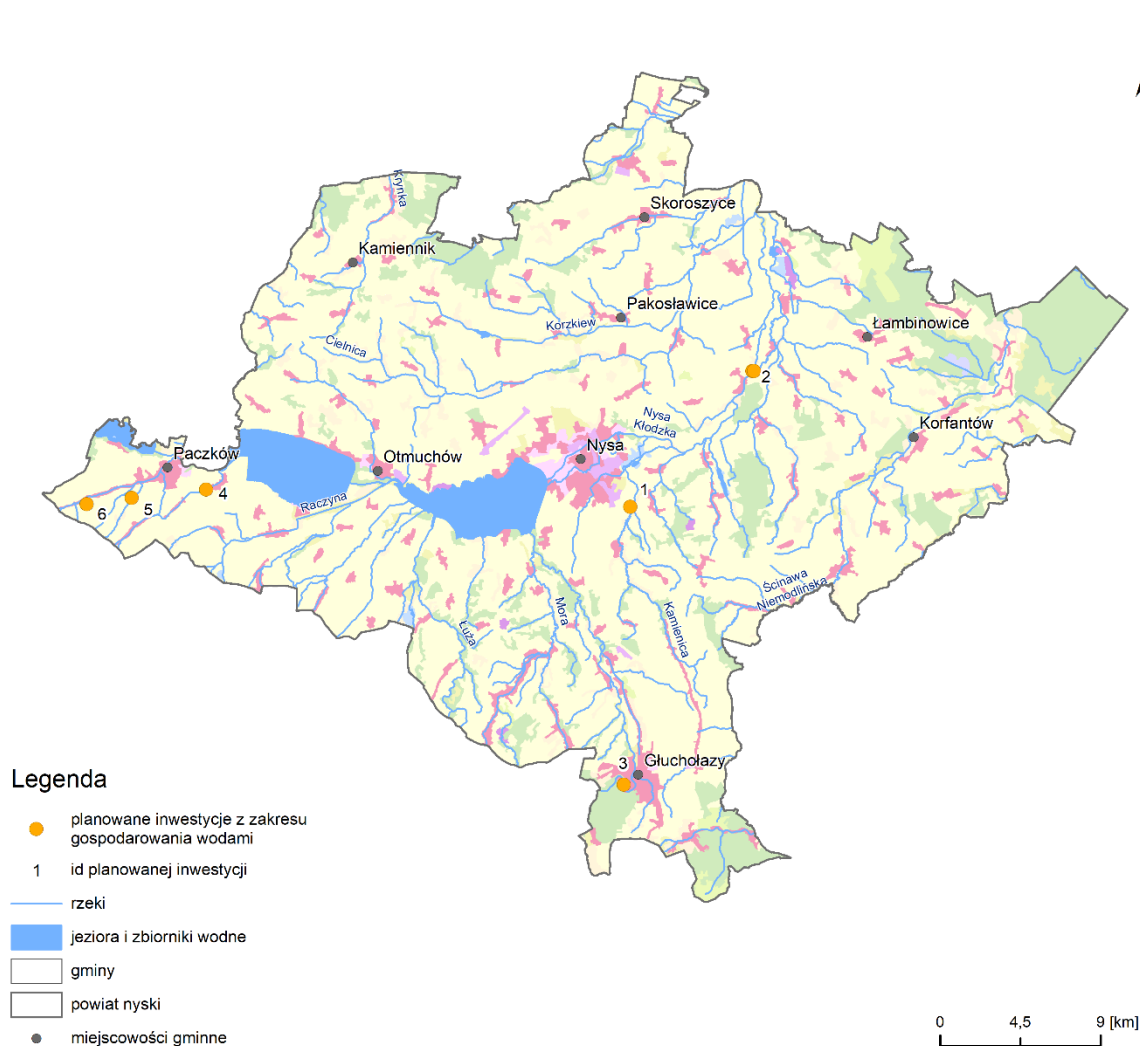 Krynka
Skoroszyce
Kamiennik
Pakosławice
Korzkiew
Łambinowice
Cielnica
2
Nysa
Kłodzka
Korfantów
Nysa
Paczków
Otmuchów
4
1
5
6
Raczyna
Ścinawa
Niemodlińska
Mora
Kamienica
Łuża
3
Głuchołazy
Legenda
planowane inwestycje z zakresu
gospodarowania wodami
1
id planowanej inwestycji
rzeki
jeziora i zbiorniki wodne
gminy
powiat nyski
miejscowości gminne
0
4,5
9 [km]